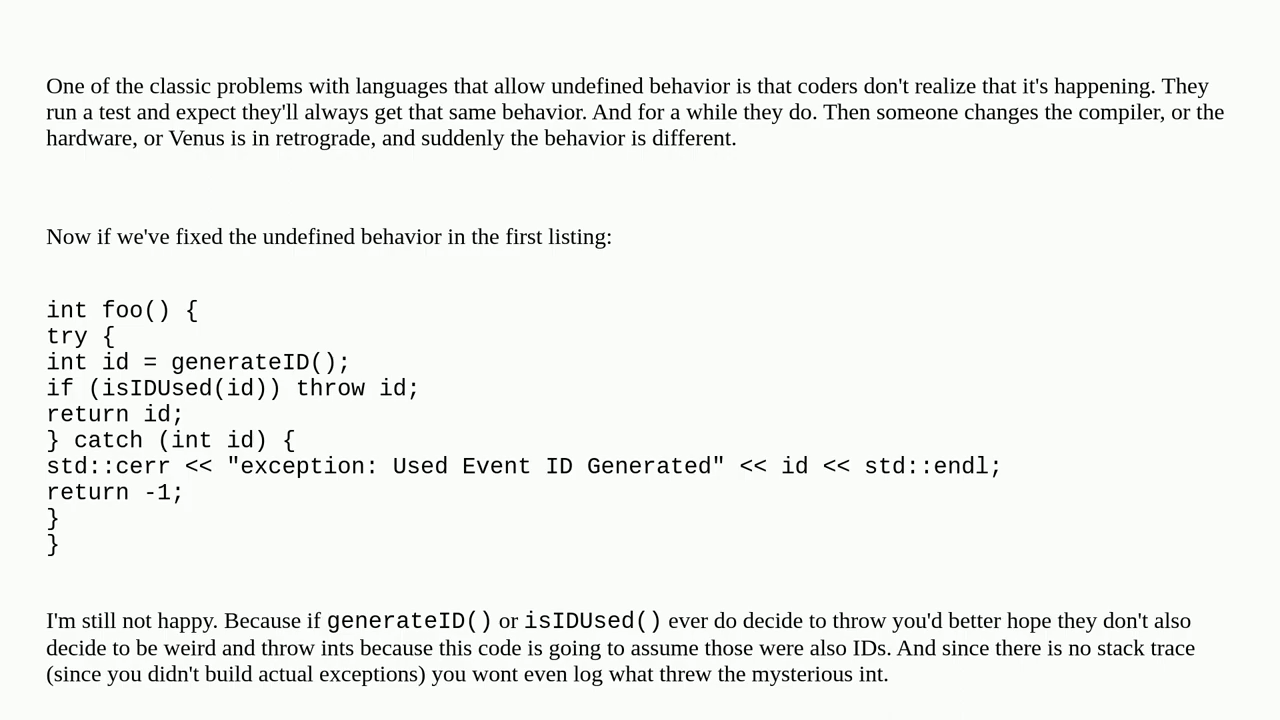 One of the classic problems with languages that allow undefined behavior is that coders don't realize that it's happening. They
run a test and expect they'll always get that same behavior. And for a while they do. Then someone changes the compiler, or the
hardware, or Venus is in retrograde, and suddenly the behavior is different.
Now if we've fixed the undefined behavior in the first listing:
int foo() {
try {
int id = generateID();
if (isIDUsed(id)) throw id;
return id;
} catch (int id) {
std::cerr << "exception: Used Event ID Generated" << id << std::endl;
return -1;
}
}
I'm still not happy. Because if generateID() or isIDUsed() ever do decide to throw you'd better hope they don't also
decide to be weird and throw ints because this code is going to assume those were also IDs. And since there is no stack trace
(since you didn't build actual exceptions) you wont even log what threw the mysterious int.